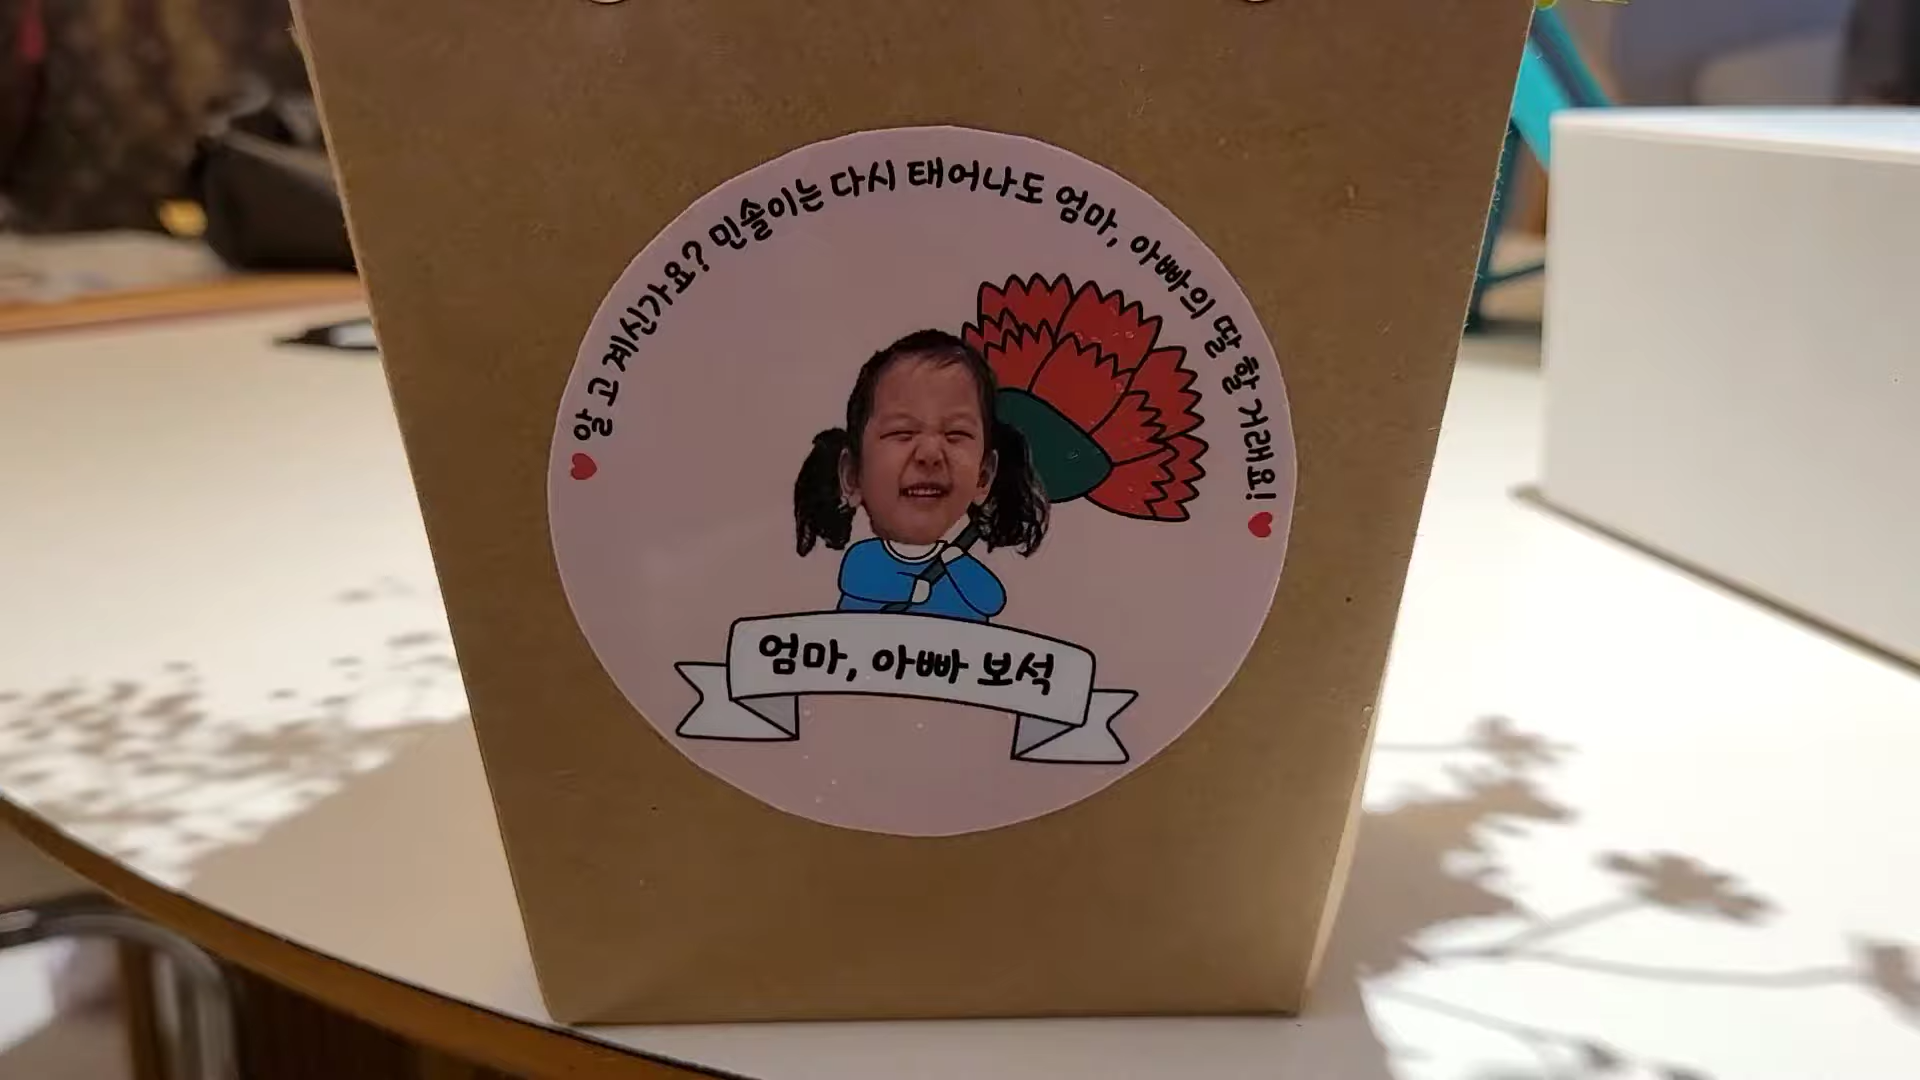 ♥ 알고 계신가요? 민솔이는 다시 태어나도 엄마, 아빠의 딸 할 거래요! ♥
엄마, 아빠 보석